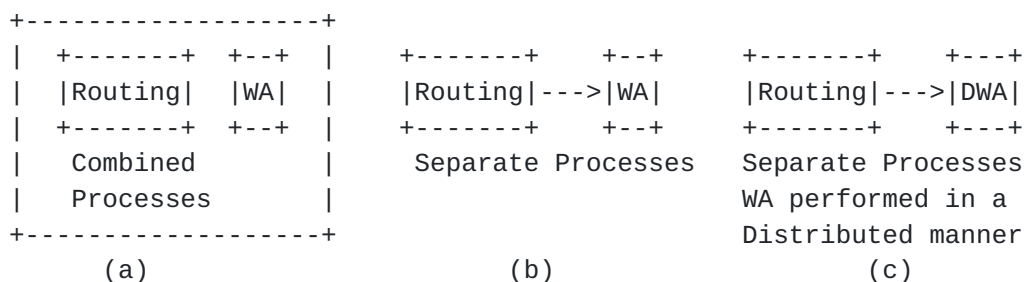 +-------------------+
|  +-------+  +--+  |    +-------+    +--+     +-------+    +---+
|  |Routing|  |WA|  |    |Routing|--->|WA|     |Routing|--->|DWA|
|  +-------+  +--+  |    +-------+    +--+     +-------+    +---+
|   Combined        |     Separate Processes   Separate Processes
|   Processes       |                          WA performed in a
+-------------------+                          Distributed manner
      (a)                       (b)                    (c)